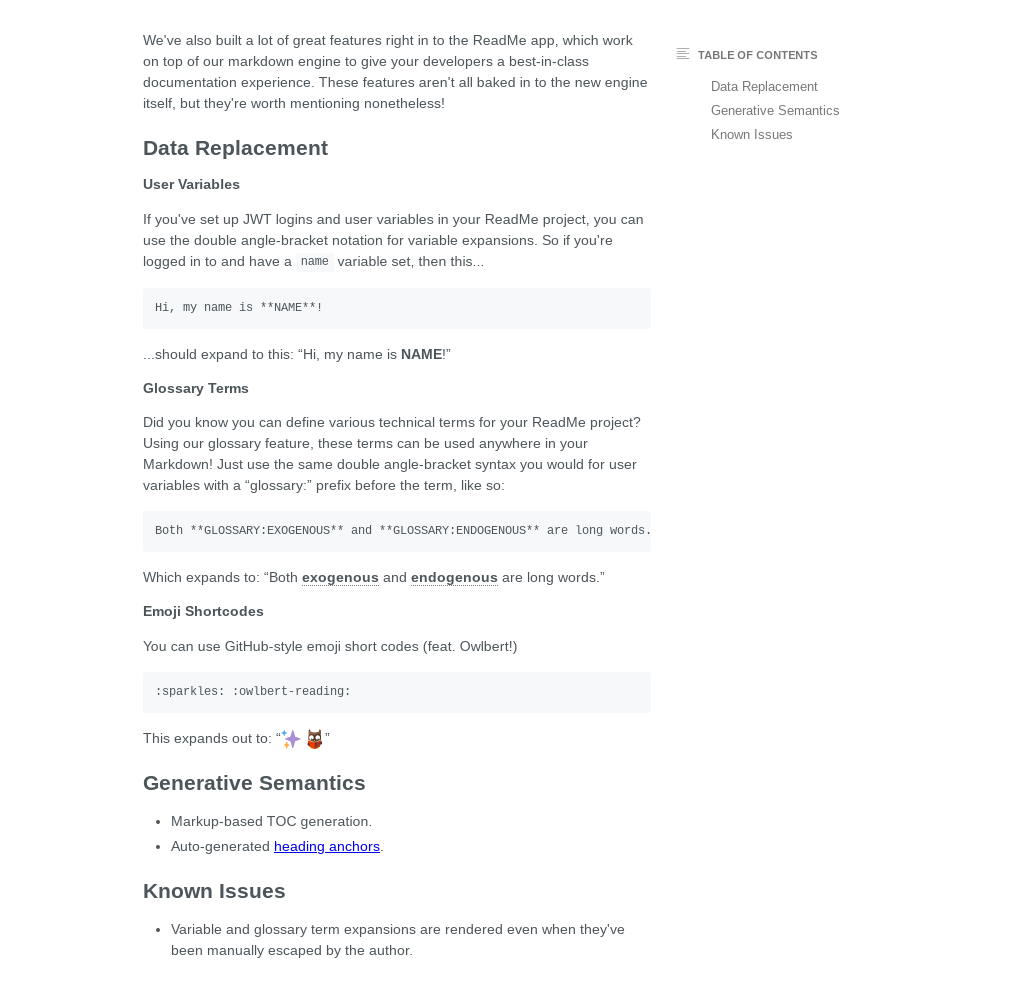 We've also built a lot of great features right in to the ReadMe app, which work
on top of our markdown engine to give your developers a best-in-class
documentation experience. These features aren't all baked in to the new engine
itself, but they're worth mentioning nonetheless!
Data Replacement
User Variables
If you've set up JWT logins and user variables in your ReadMe project, you can
use the double angle-bracket notation for variable expansions. So if you're
logged in to and have a name variable set, then this...
Hi, my name is **NAME**!
...should expand to this: “Hi, my name is NAME!”
Glossary Terms
Did you know you can define various technical terms for your ReadMe project?
Using our glossary feature, these terms can be used anywhere in your
Markdown! Just use the same double angle-bracket syntax you would for user
variables with a “glossary:” prefix before the term, like so:
Both **GLOSSARY:EXOGENOUS** and **GLOSSARY:ENDOGENOUS** are long words.
Which expands to: “Both exogenous and endogenous are long words.”
Emoji Shortcodes
You can use GitHub-style emoji short codes (feat. Owlbert!)
:sparkles: :owlbert-reading:
This expands out to: “✨ ”
Generative Semantics
• Markup-based TOC generation.
• Auto-generated heading anchors.
Known Issues
• Variable and glossary term expansions are rendered even when they've
been manually escaped by the author.
TABLE OF CONTENTS
Data Replacement
Generative Semantics
Known Issues